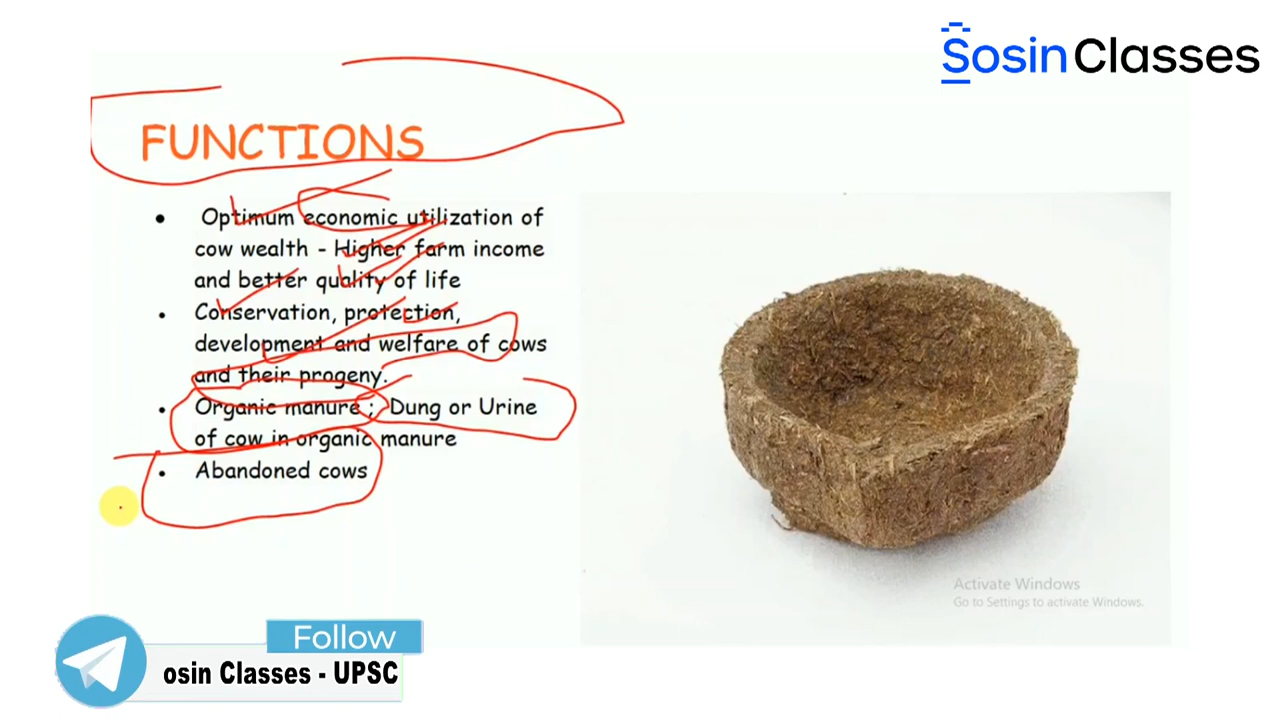 Sosin Classes
FUNCTIONS
• Optimum economic utilization of
cow wealth - Higher farm income
and better quality of life
• Conservation, protection,
development and welfare of cows
and their progeny.
• Organic manure ; Dung or Urine
of cow in organic manure
• Abandoned cows
Activate Windows
Go to Settings to activate Windows.
Follow
osin Classes - UPSC